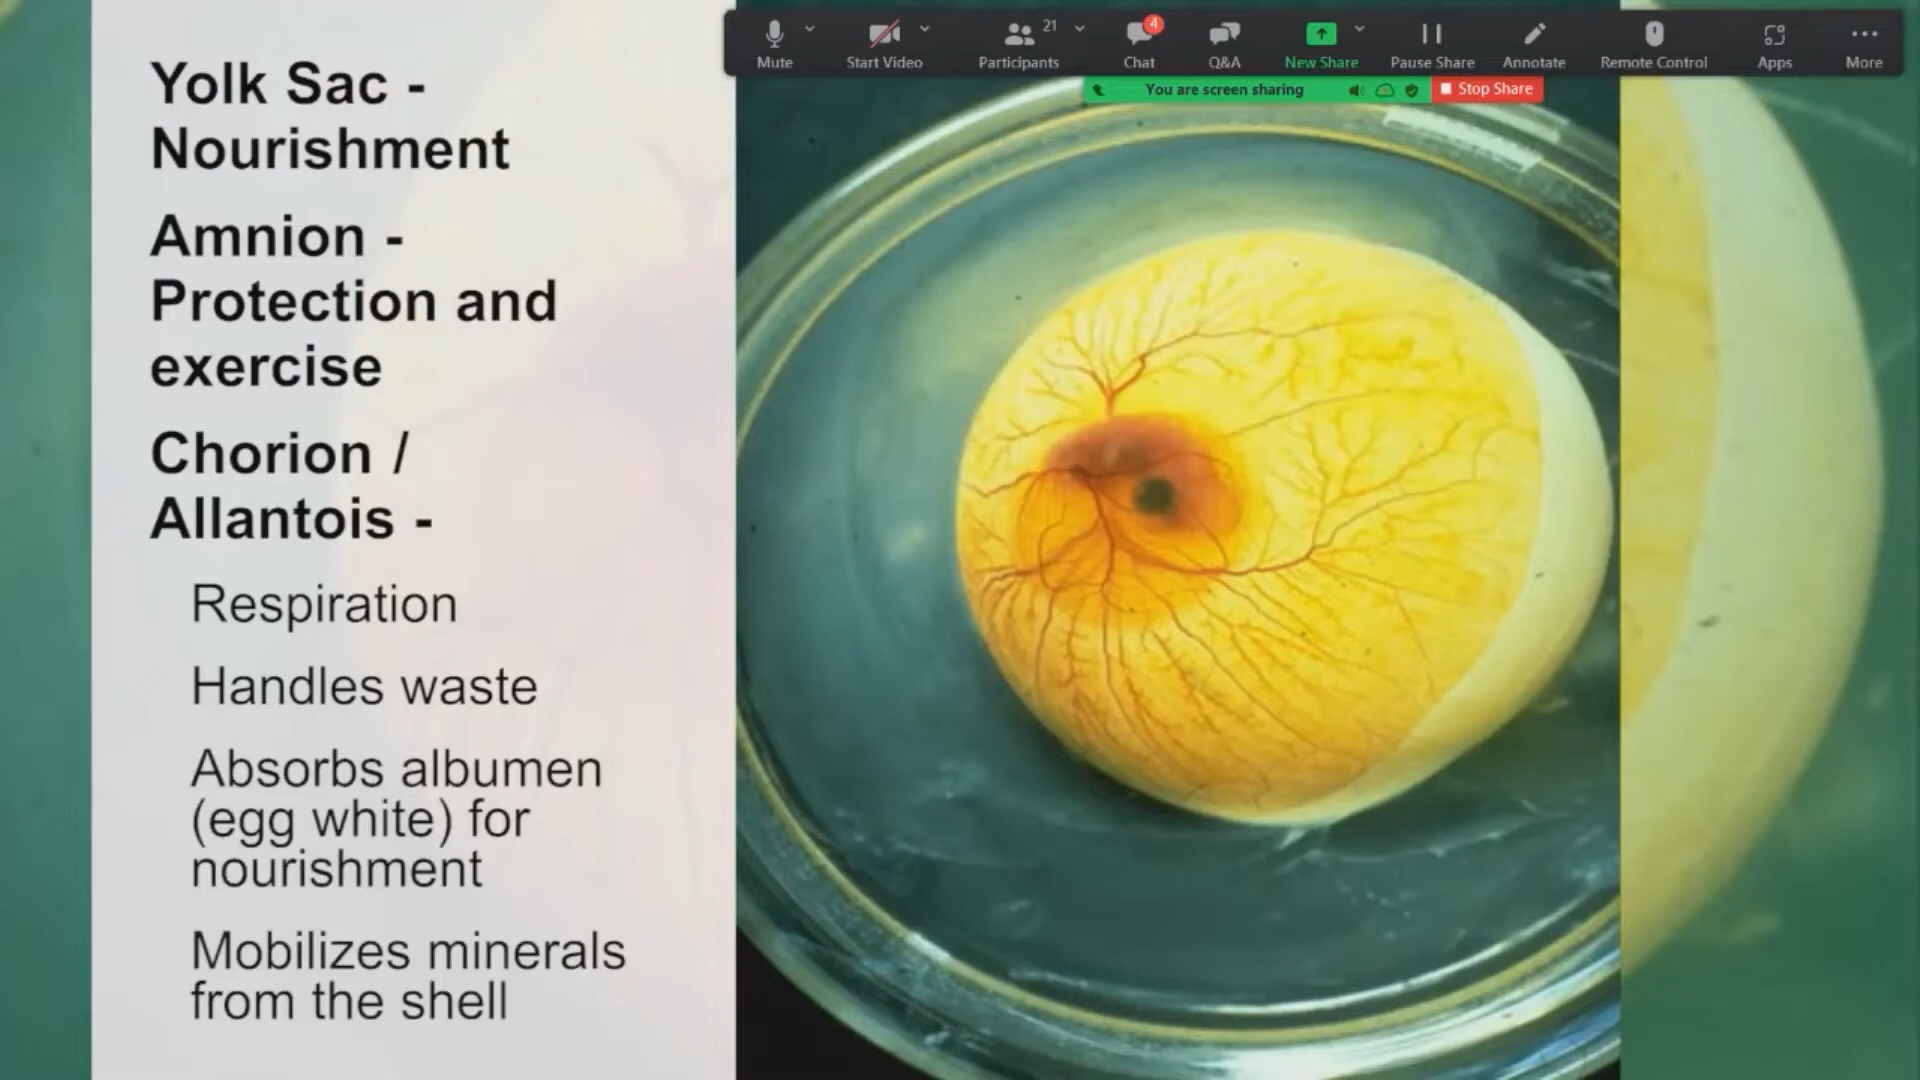 Mute
Start Video
Participants
21
Chat
4
Q&A
New Share
Pause Share
Annotate
Remote Control
Apps
More
You are screen sharing
Stop Share
Yolk Sac -
Nourishment
Amnion -
Protection and
exercise
Chorion /
Allantois -
Respiration
Handles waste
Absorbs albumen
(egg white) for
nourishment
Mobilizes minerals
from the shell